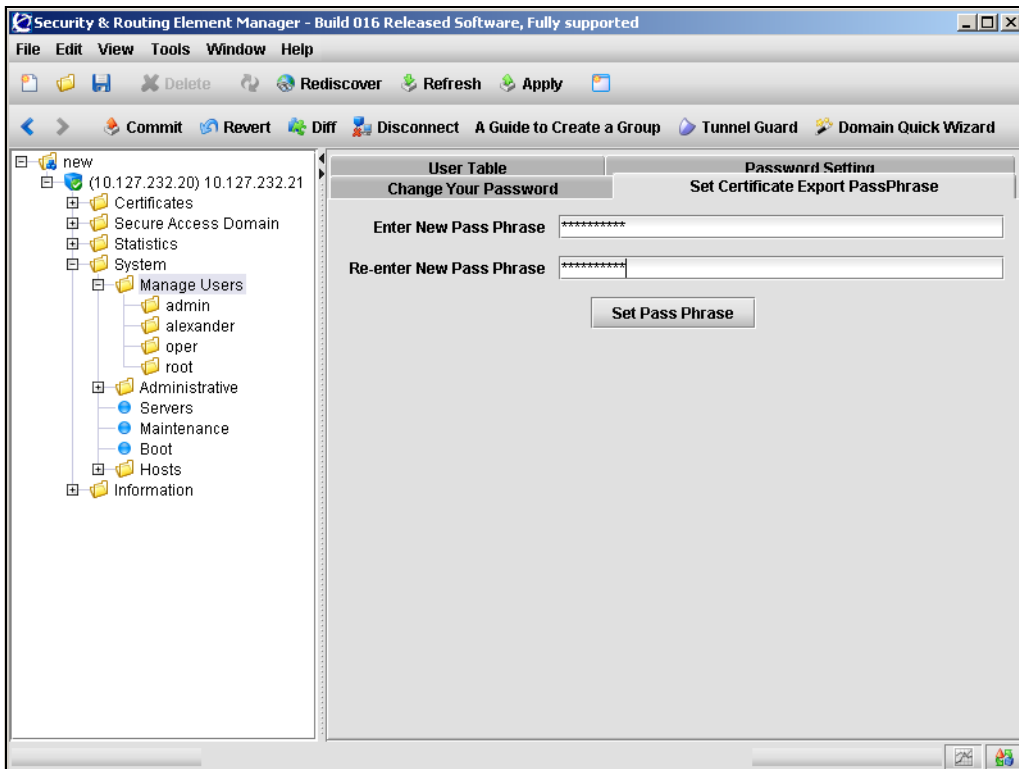 Security & Routing Element Manager - Build 016 Released Software, Fully supported
File Edit View Tools Window Help
Delete Rediscover Refresh Apply
Commit Revert Diff Disconnect A Guide to Create a Group Tunnel Guard Domain Quick Wizard
new
(10.127.232.20) 10.127.232.21
Certificates
Secure Access Domain
Statistics
System
Manage Users
admin
alexander
oper
root
Administrative
Servers
Maintenance
Boot
Hosts
Information
User Table Password Setting
Change Your Password Set Certificate Export PassPhrase
Enter New Pass Phrase **********
Re-enter New Pass Phrase **********
Set Pass Phrase